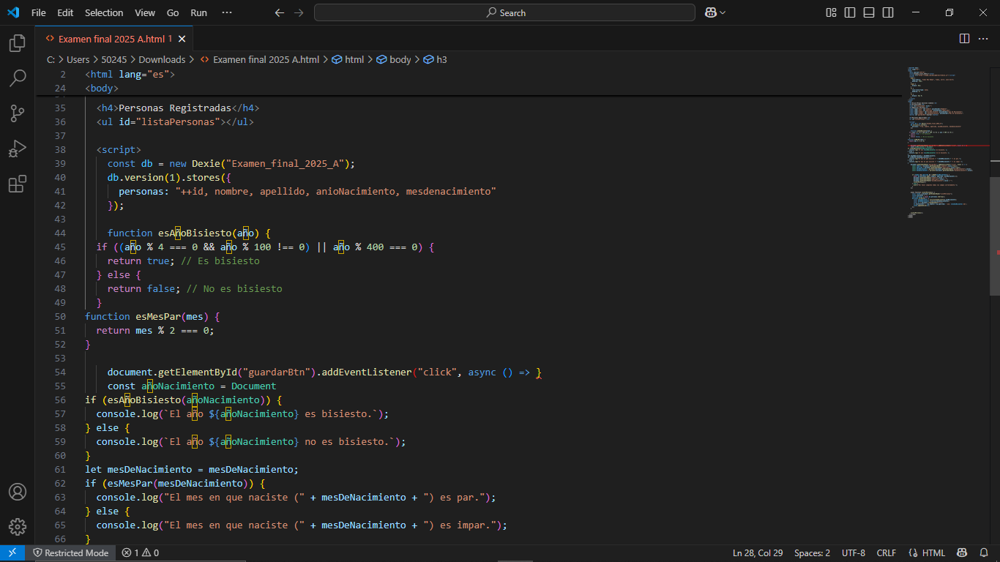 File Edit Selection View Go Run ··· Search
Examen final 2025 A.html 1
C: > Users > 50245 > Downloads > Examen final 2025 A.html > html > body > h3
2 <html lang="es">
24 <body>
35 <h4>Personas Registradas</h4>
36 <ul id="listaPersonas"></ul>
37
38 <script>
39 const db = new Dexie("Examen_final_2025_A");
40 db.version(1).stores({
41 personas: "++id, nombre, apellido, anioNacimiento, mesdenacimiento"
42 });
43
44 function esAñoBisiesto(año) {
45 if ((año % 4 === 0 && año % 100 !== 0) || año % 400 === 0) {
46 return true; // Es bisiesto
47 } else {
48 return false; // No es bisiesto
49 }
50 function esMesPar(mes) {
51 return mes % 2 === 0;
52 }
53
54 document.getElementById("guardarBtn").addEventListener("click", async () => }
55 const añoNacimiento = Document
56 if (esAñoBisiesto(añoNacimiento)) {
57 console.log(`El año ${añoNacimiento} es bisiesto.`);
58 } else {
59 console.log(`El año ${añoNacimiento} no es bisiesto.`);
60 }
61 let mesDeNacimiento = mesDeNacimiento;
62 if (esMesPar(mesDeNacimiento)) {
63 console.log("El mes en que naciste (" + mesDeNacimiento + ") es par.");
64 } else {
65 console.log("El mes en que naciste (" + mesDeNacimiento + ") es impar.");
66 }
Restricted Mode 1 0 Ln 28, Col 29 Spaces: 2 UTF-8 CRLF {} HTML